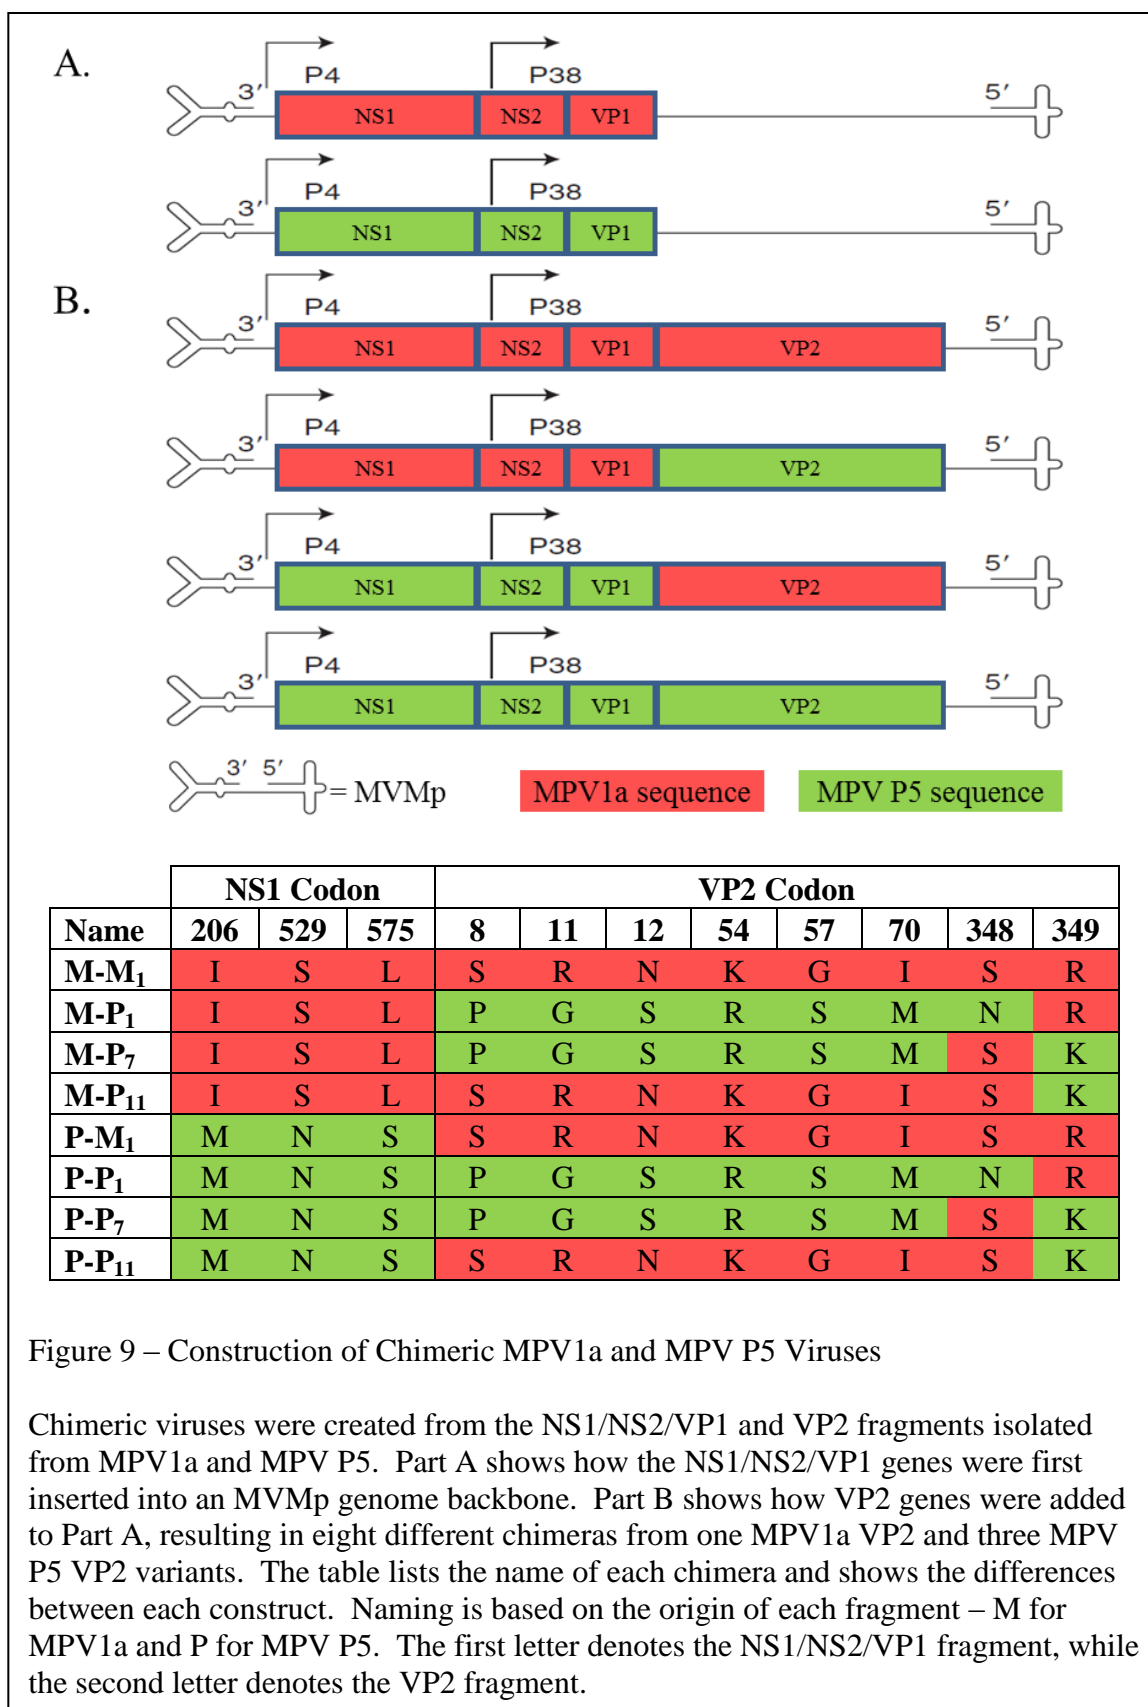 A.
3′ P4 P38 5′
NS1 NS2 VP1
3′ P4 P38 5′
NS1 NS2 VP1
B.
3′ P4 P38 5′
NS1 NS2 VP1 VP2
3′ P4 P38 5′
NS1 NS2 VP1 VP2
3′ P4 P38 5′
NS1 NS2 VP1 VP2
3′ P4 P38 5′
NS1 NS2 VP1 VP2
3′ 5′ = MVMp MPV1a sequence MPV P5 sequence
NS1 Codon VP2 Codon
Name 206 529 575 8 11 12 54 57 70 348 349
M-M₁ I S L S R N K G I S R
M-P₁ I S L P G S R S M N R
M-P₇ I S L P G S R S M S K
M-P₁₁ I S L S R N K G I S K
P-M₁ M N S S R N K G I S R
P-P₁ M N S P G S R S M N R
P-P₇ M N S P G S R S M S K
P-P₁₁ M N S S R N K G I S K
Figure 9 – Construction of Chimeric MPV1a and MPV P5 Viruses
Chimeric viruses were created from the NS1/NS2/VP1 and VP2 fragments isolated
from MPV1a and MPV P5. Part A shows how the NS1/NS2/VP1 genes were first
inserted into an MVMp genome backbone. Part B shows how VP2 genes were added
to Part A, resulting in eight different chimeras from one MPV1a VP2 and three MPV
P5 VP2 variants. The table lists the name of each chimera and shows the differences
between each construct. Naming is based on the origin of each fragment – M for
MPV1a and P for MPV P5. The first letter denotes the NS1/NS2/VP1 fragment, while
the second letter denotes the VP2 fragment.